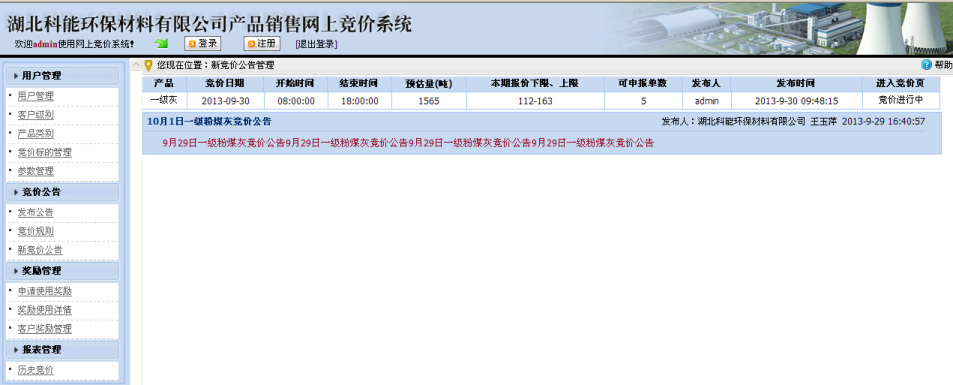 湖北科能环保材料有限公司产品销售网上竞价系统
欢迎admin使用网上竞价系统! 登录 注册 [退出登录]
您现在位置：新竞价公告管理 帮助
用户管理
用户管理
客户级别
产品类别
竞价标的管理
参数管理
竞价公告
发布公告
竞价规则
新竞价公告
奖励管理
申请使用奖励
奖励使用详情
客户奖励管理
报表管理
历史竞价
产品 竞价日期 开始时间 结束时间 预估量(吨) 本期报价下限、上限 可申报单数 发布人 发布时间 进入竞价页
一级灰 2013-09-30 08:00:00 18:00:00 1565 112-163 5 admin 2013-9-30 09:48:15 竞价进行中
10月1日一级粉煤灰竞价公告 发布人：湖北科能环保材料有限公司 王玉萍 2013-9-29 16:40:57
9月29日一级粉煤灰竞价公告9月29日一级粉煤灰竞价公告9月29日一级粉煤灰竞价公告9月29日一级粉煤灰竞价公告